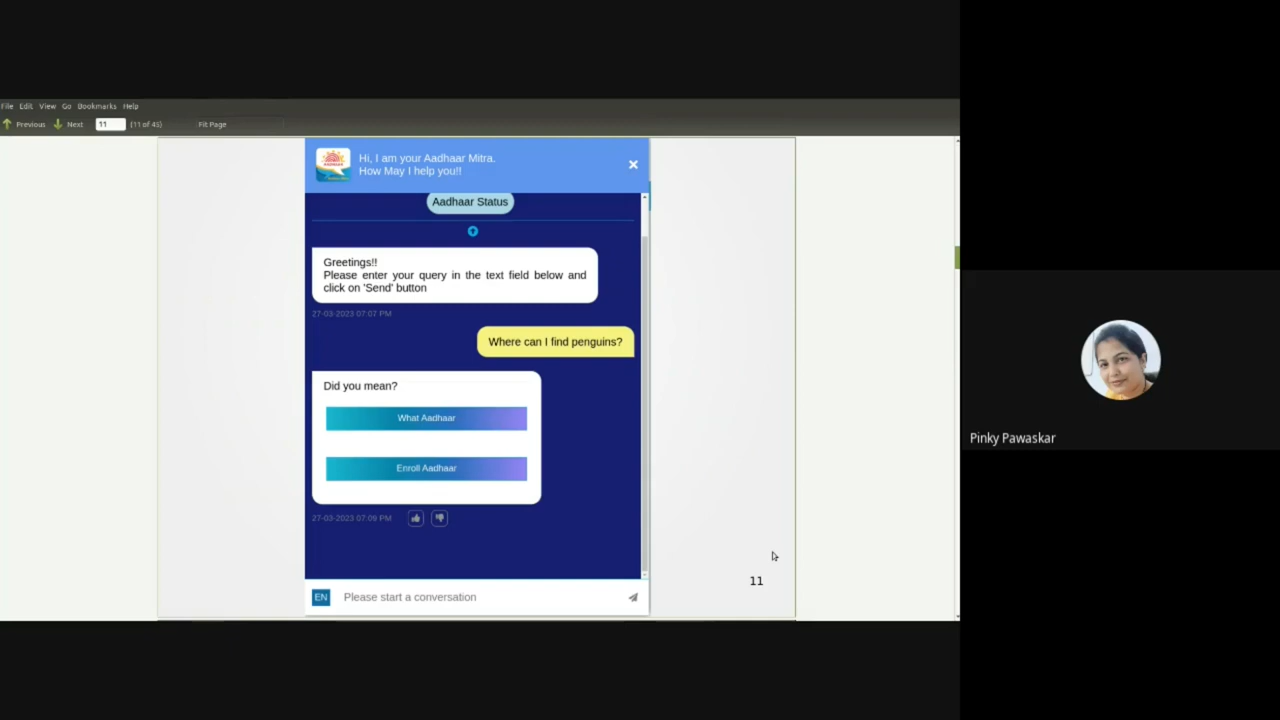 File Edit View Go Bookmarks Help
Previous Next 11 (11 of 45) Fit Page
Hi, I am your Aadhaar Mitra.
How May I help you!!
Aadhaar Status
Greetings!!
Please enter your query in the text field below and
click on 'Send' button
27-03-2023 07:07 PM
Where can I find penguins?
Did you mean?
What Aadhaar
Enroll Aadhaar
27-03-2023 07:09 PM
11
EN Please start a conversation
Pinky Pawaskar